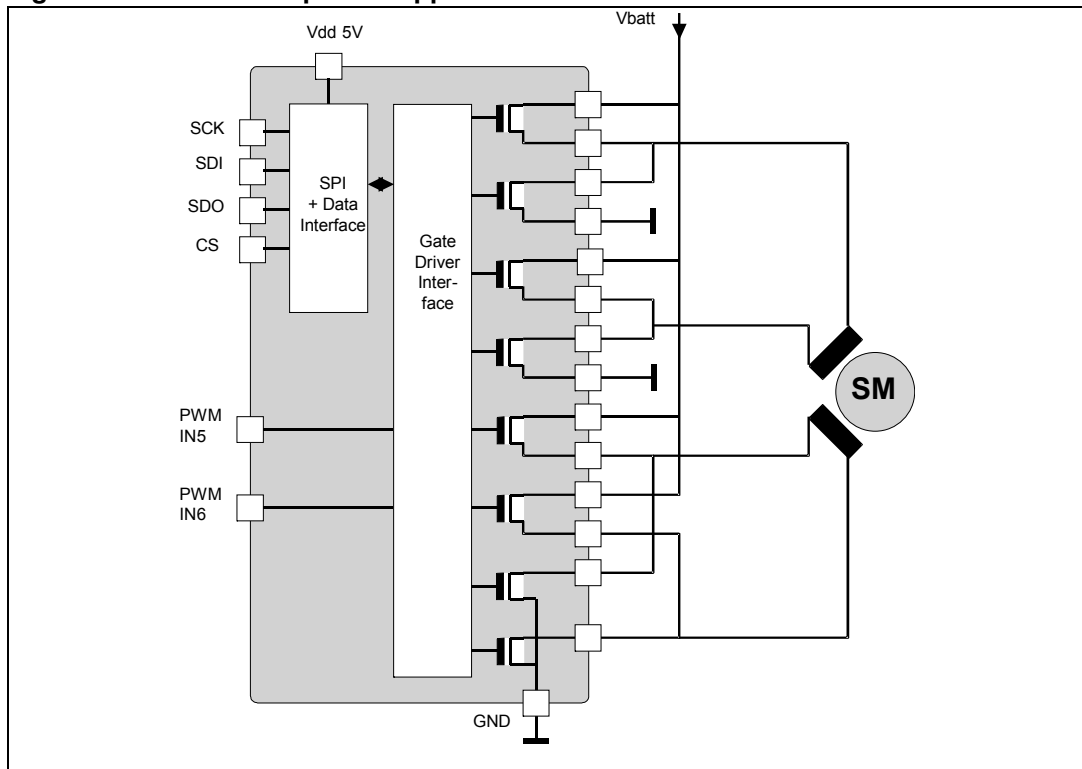 Vbatt
Vdd 5V
SCK
SDI
SDO
CS
SPI
+ Data
Interface
Gate
Driver
Inter-
face
SM
PWM
IN5
PWM
IN6
GND